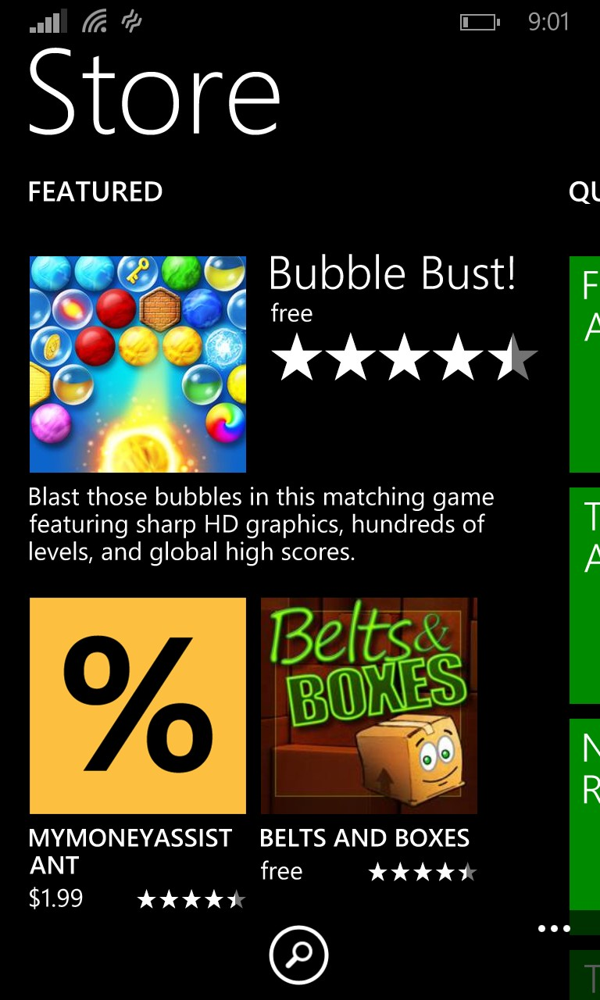 9:01
Store
FEATURED
QU
Bubble Bust!
free
F
A
Blast those bubbles in this matching game
featuring sharp HD graphics, hundreds of
levels, and global high scores.
T
A
%
Belts&
BOXES
N
R
MYMONEYASSIST
ANT
$1.99
BELTS AND BOXES
free
T